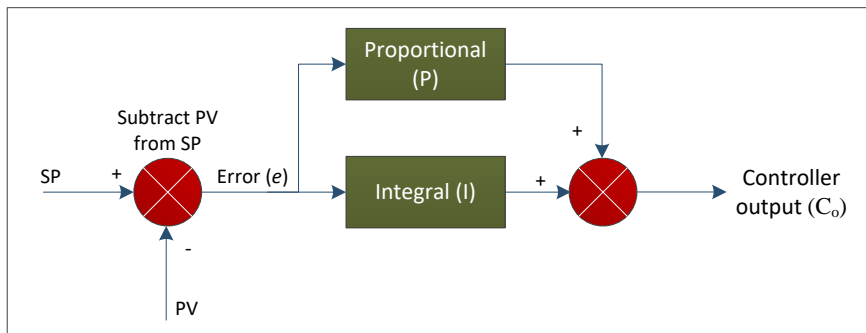 Proportional
(P)
Subtract PV
from SP
+
SP
+
Error (e)
Integral (I)
+
Controller
output (Cₒ)
-
PV